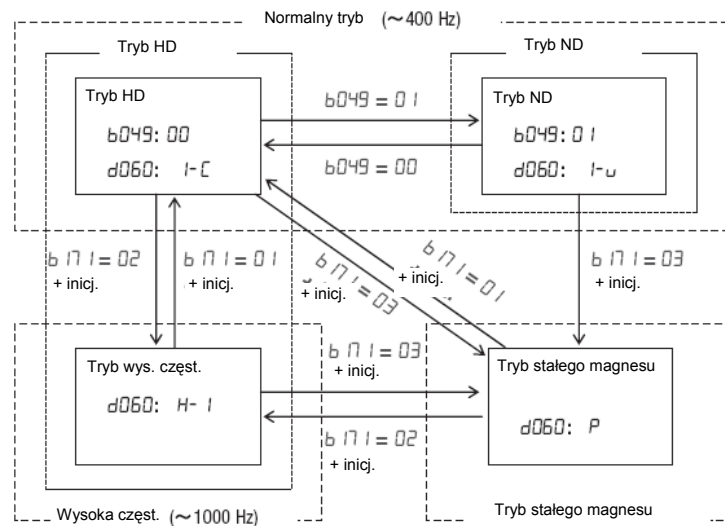 Normalny tryb (~400 Hz)
Tryb HD
Tryb ND
Tryb HD
b049: 00
d060: I-C
b049 = 01
b049 = 00
Tryb ND
b049: 01
d060: I-u
b171 = 02
+ inicj.
b171 = 01
+ inicj.
b171 = 03
+ inicj.
b171 = 01
+ inicj.
b171 = 03
+ inicj.
Tryb wys. częst.
d060: H-I
b171 = 03
+ inicj.
b171 = 02
+ inicj.
Tryb stałego magnesu
d060: P
Wysoka częst. (~1000 Hz)
Tryb stałego magnesu